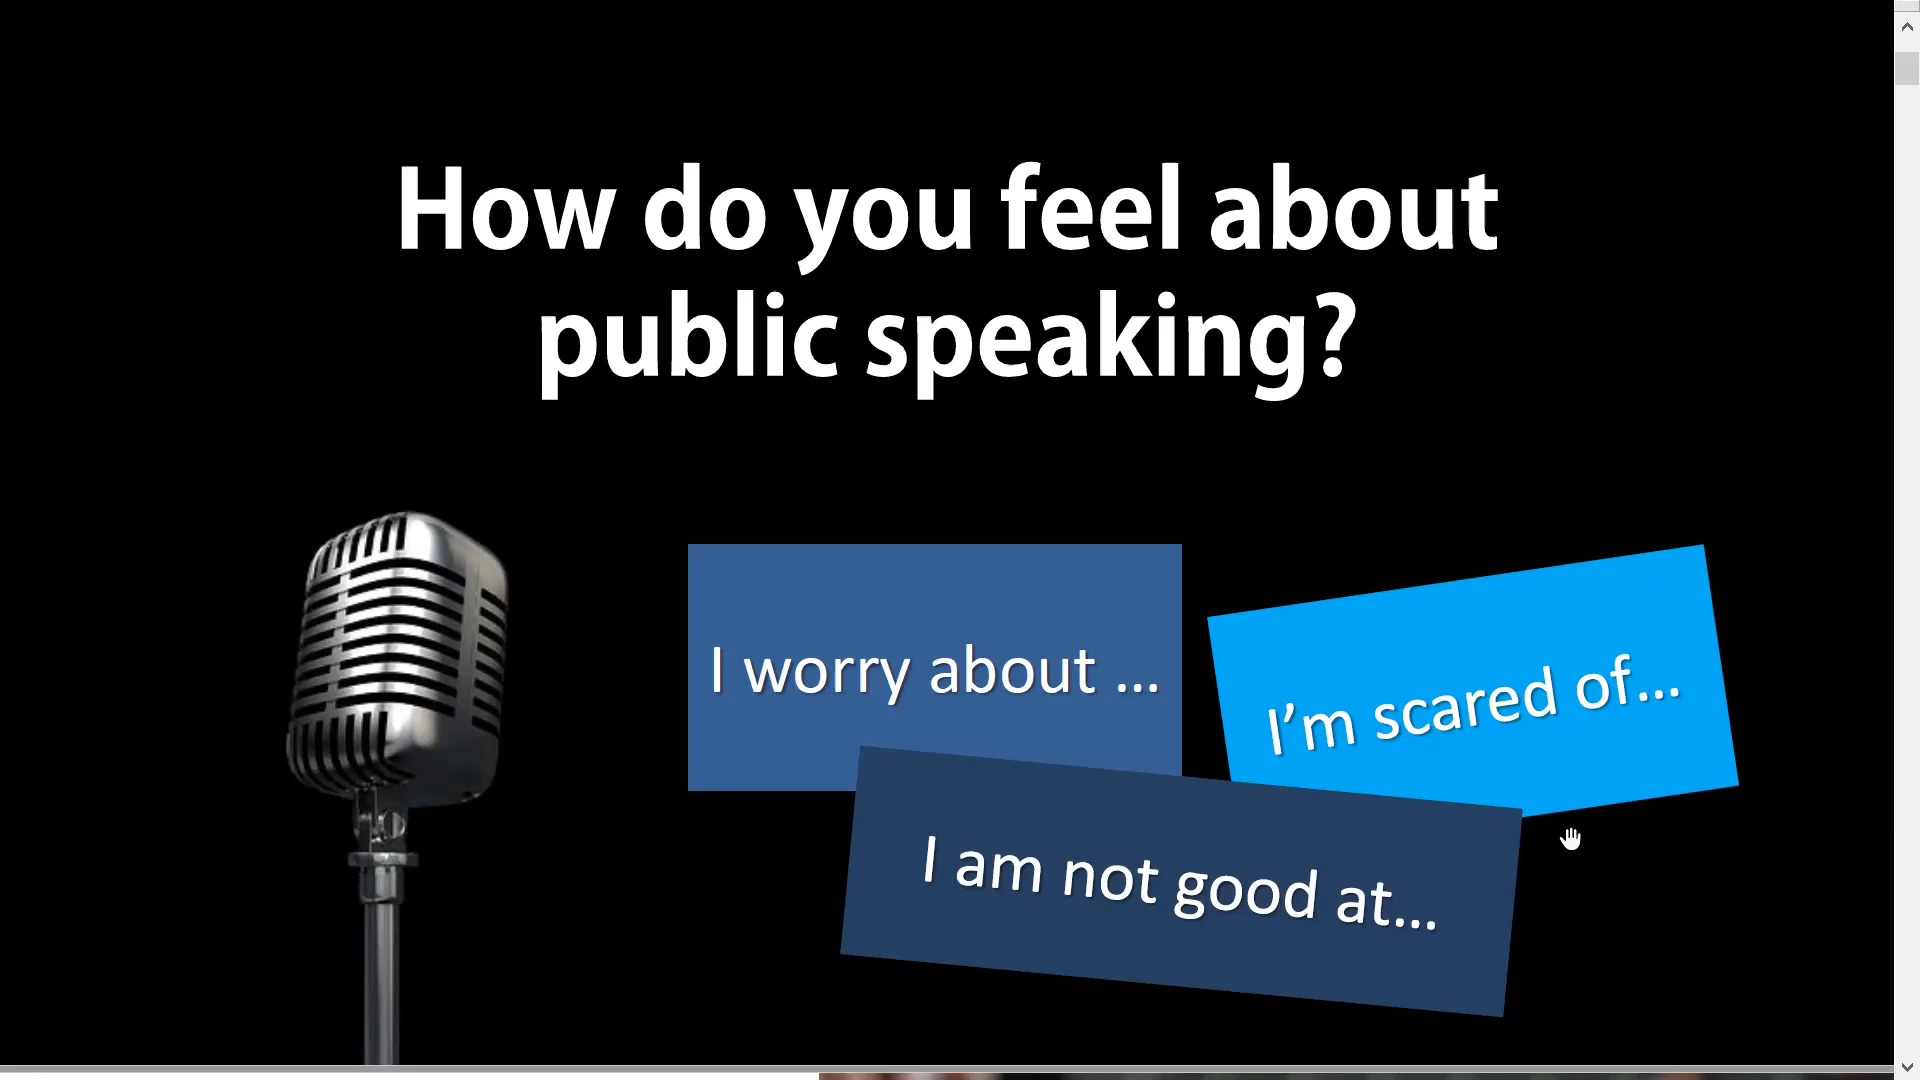 How do you feel about
public speaking?
I worry about ...
I’m scared of...
I am not good at...